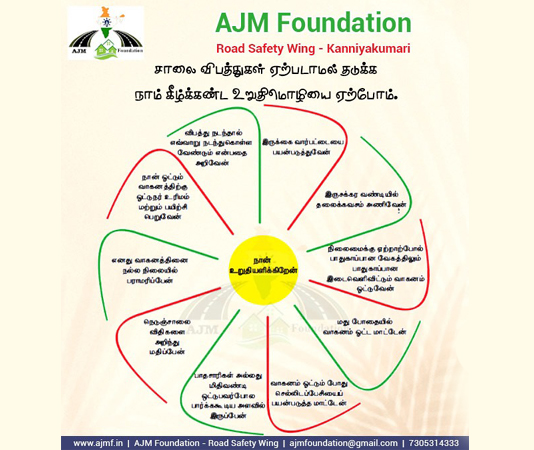 AJM Foundation
AJM Foundation
Road Safety Wing - Kanniyakumari
சாலை விபத்துகள் ஏற்படாமல் தடுக்க
நாம் கீழ்க்கண்ட உறுதிமொழியை ஏற்போம்.
விபத்து நடந்தால்
எவ்வாறு நடந்துகொள்ள
வேண்டும் என்பதை
அறிவேன்
இருக்கை வார்பட்டையை
பயன்படுத்துவேன்
இருசக்கர வண்டியில்
தலைக்கவசம் அணிவேன்
நிலைமைக்கு ஏற்றாற்போல்
பாதுகாப்பான வேகத்திலும்
பாதுகாப்பான
இடைவெளிவிட்டும் வாகனம்
ஓட்டுவேன்
மது போதையில்
வாகனம் ஓட்ட மாட்டேன்
வாகனம் ஓட்டும் போது
செல்லிடப்பேசியைப்
பயன்படுத்த மாட்டேன்
பாதசாரிகள் அல்லது
மிதிவண்டி
ஒட்டுபவர்போல
பார்க்ககூடிய அளவில்
இருப்பேன்
நெடுஞ்சாலை
விதிகளை
அறிந்து
மதிப்பேன்
எனது வாகனத்தினை
நல்ல நிலையில்
பராமரிப்பேன்
நான் ஓட்டும்
வாகனத்திற்கு
ஓட்டுநர் உரிமம்
மற்றும் பயிற்சி
பெறுவேன்
நான்
உறுதியளிக்கிறேன்
AJM Foundation
www.ajmf.in | AJM Foundation - Road Safety Wing | ajmfoundation@gmail.com | 7305314333